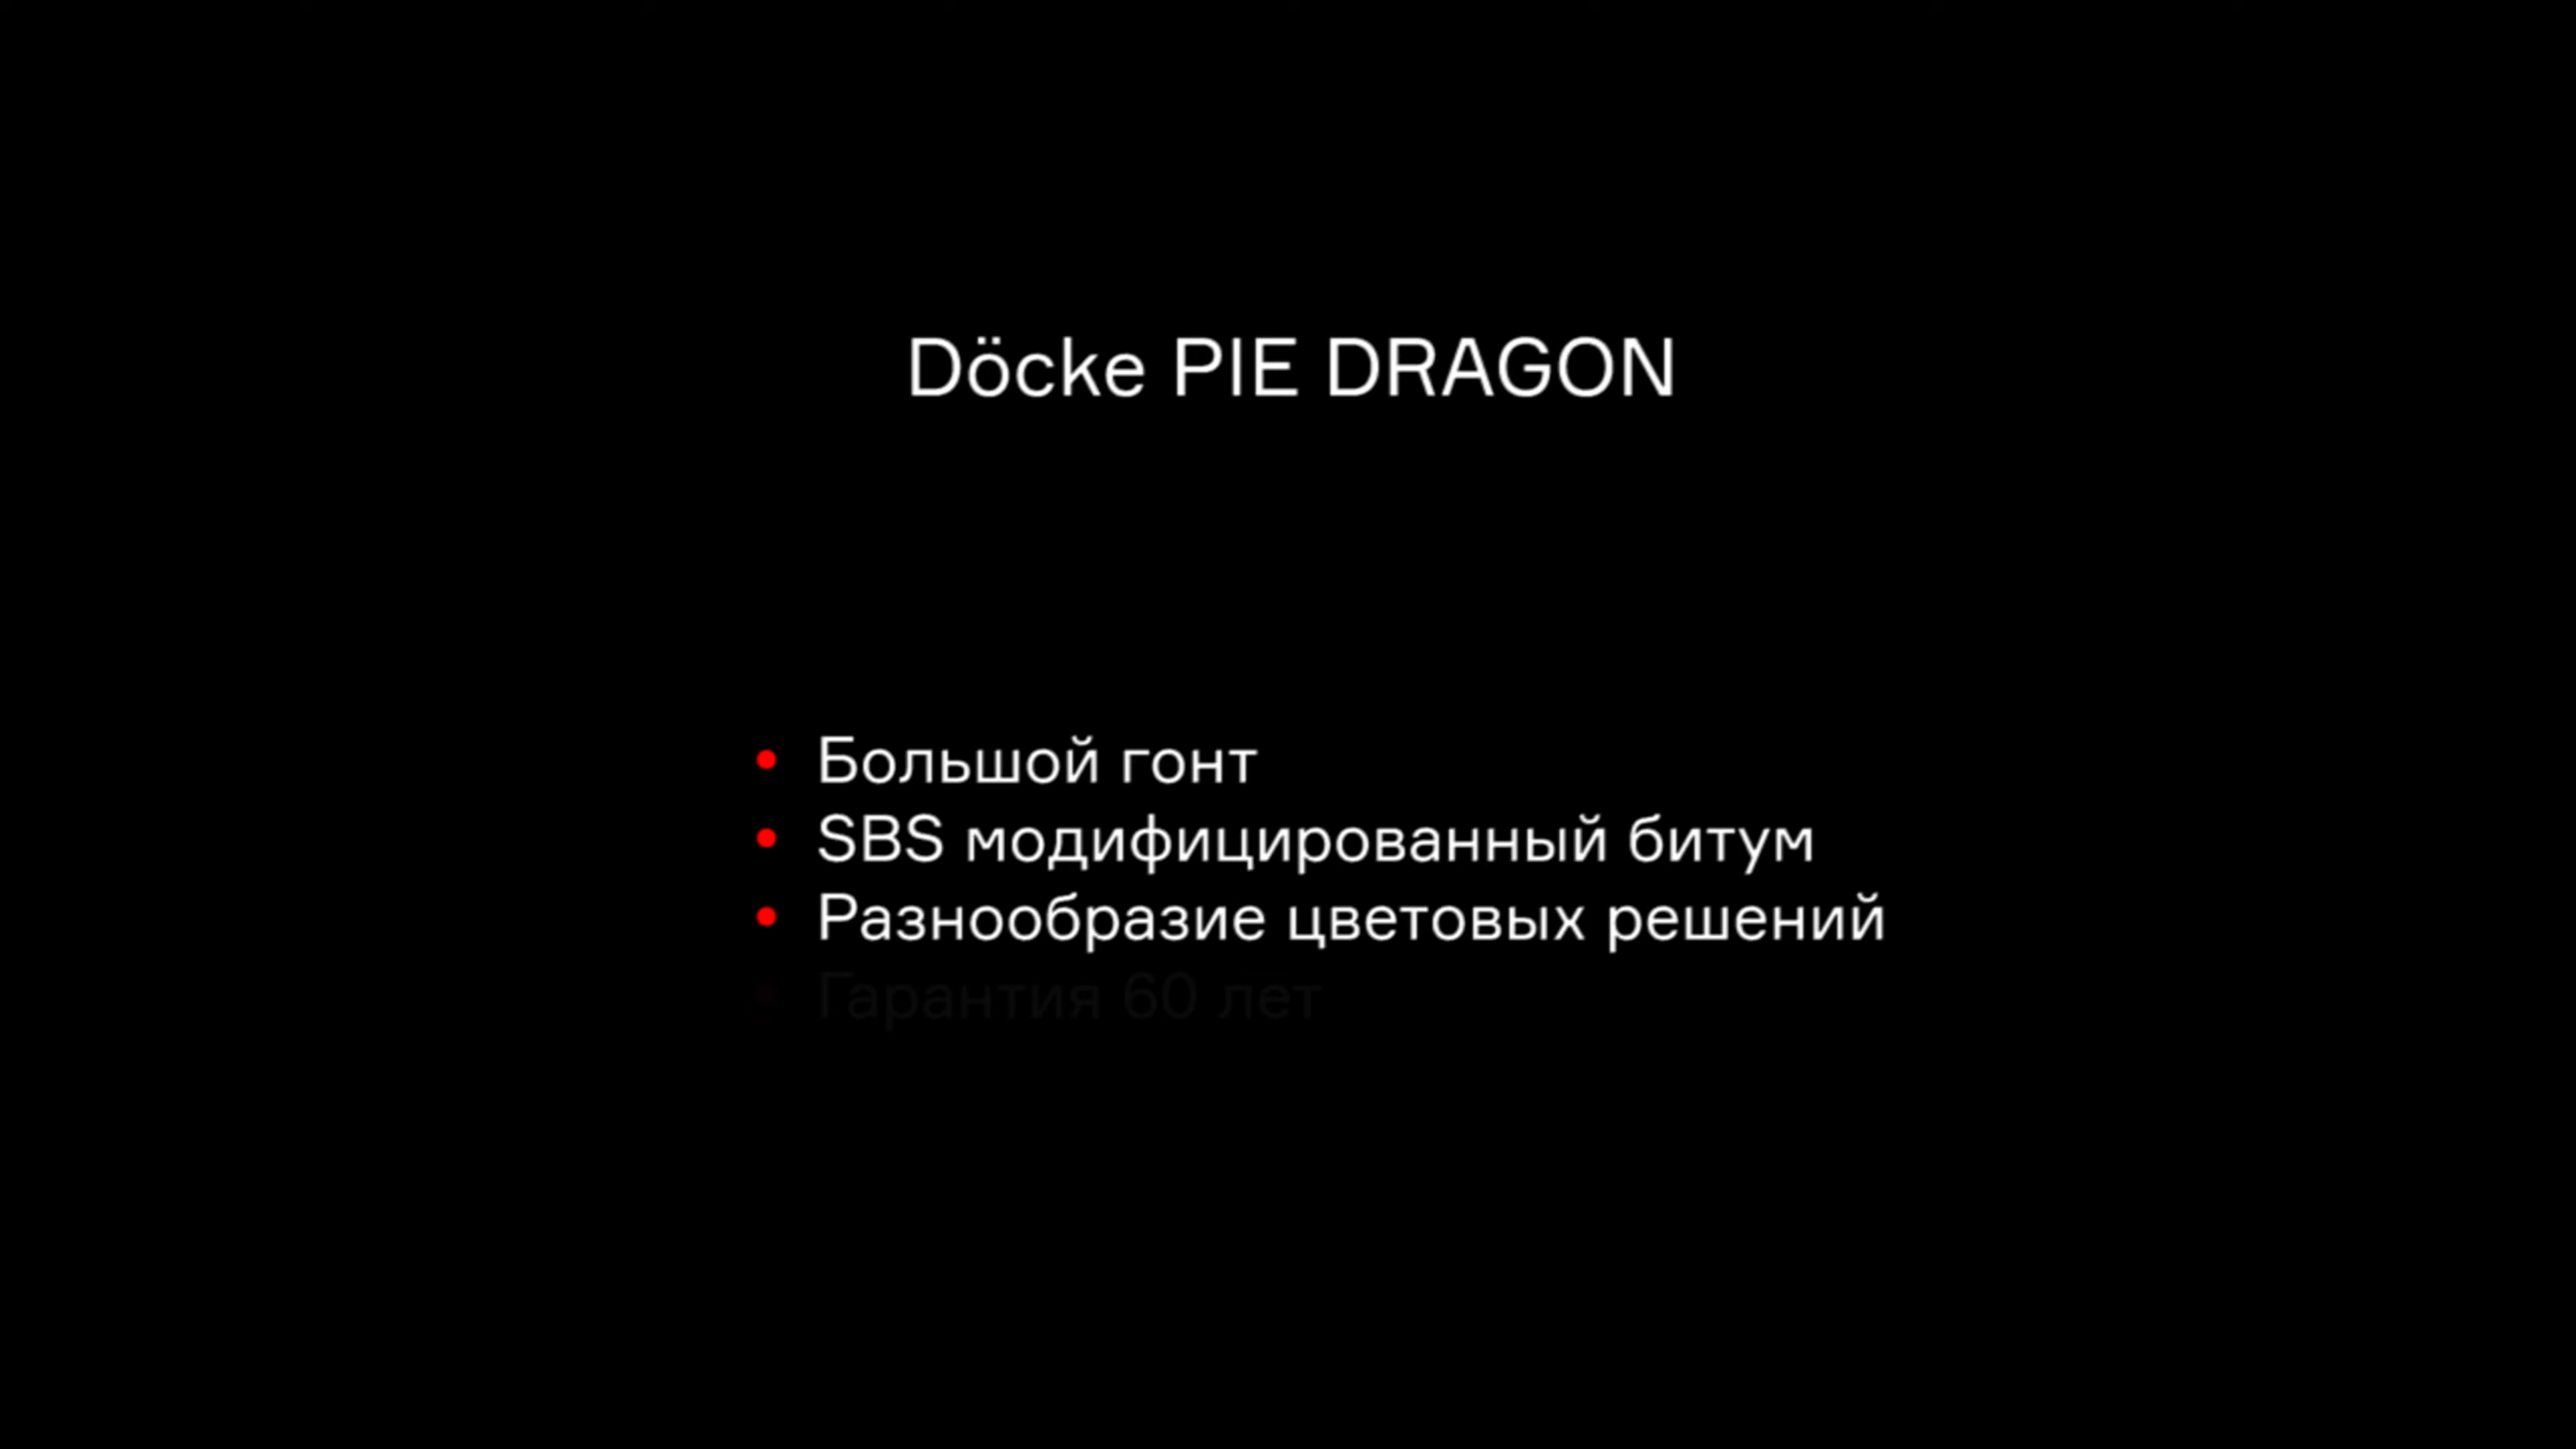 Döcke PIE DRAGON
• Большой гонт
• SBS модифицированный битум
• Разнообразие цветовых решений
• Гарантия 60 лет